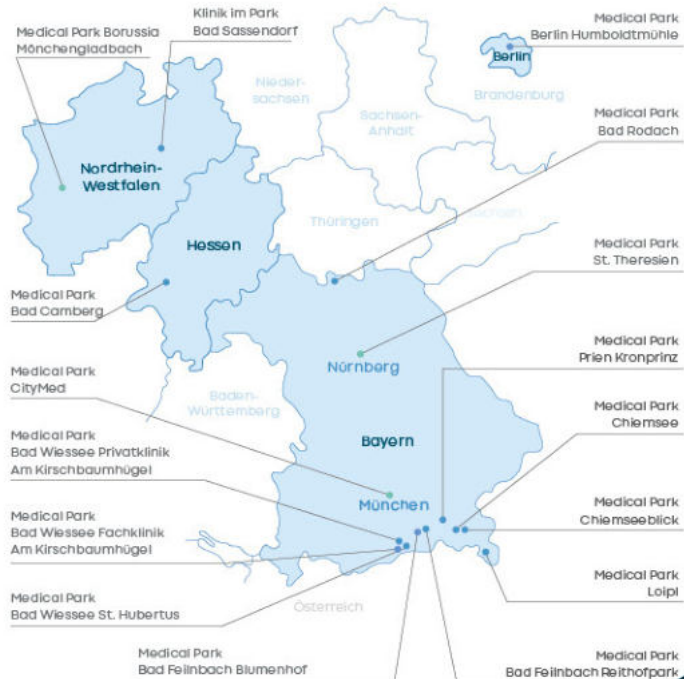 Medical Park Borussia
Mönchengladbach
Klinik im Park
Bad Sassendorf
Medical Park
Berlin Humboldtmühle
Berlin
Nieder-
sachsen
Brandenburg
Sachsen-
Anhalt
Medical Park
Bad Rodach
Nordrhein-
Westfalen
Thüringen
Sachsen
Hessen
Medical Park
St. Theresien
Medical Park
Bad Camberg
Medical Park
Prien Kronprinz
Nürnberg
Medical Park
CityMed
Baden-
Württemberg
Medical Park
Chiemsee
Medical Park
Bad Wiessee Privatklinik
Am Kirschbaumhügel
Bayern
München
Medical Park
Chiemseeblick
Medical Park
Bad Wiessee Fachklinik
Am Kirschbaumhügel
Medical Park
Loipl
Medical Park
Bad Wiessee St. Hubertus
Österreich
Medical Park
Bad Feilnbach Blumenhof
Medical Park
Bad Feilnbach Reithofpark